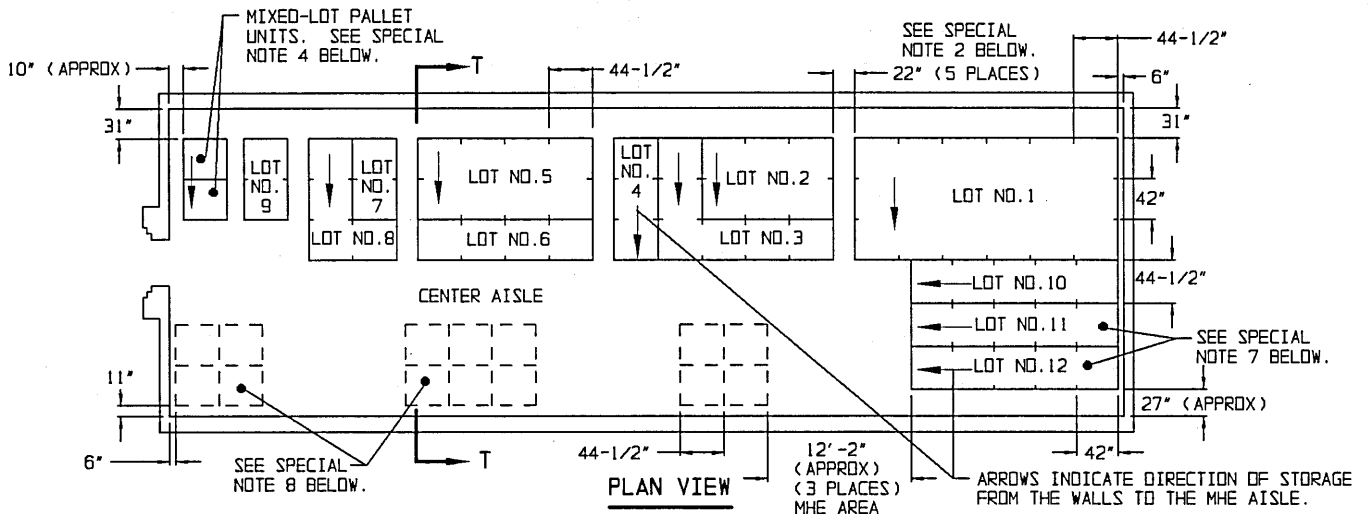 MIXED-LOT PALLET
UNITS. SEE SPECIAL
NOTE 4 BELOW.
SEE SPECIAL
NOTE 2 BELOW.
44-1/2"
10" (APPROX)
T
44-1/2"
22" (5 PLACES)
6"
31"
31"
LOT
NO.
9
LOT
NO.
7
LOT NO.5
LOT
NO.
4
LOT NO.2
LOT NO.1
42"
LOT NO.8
LOT NO.6
LOT NO.3
44-1/2"
LOT NO.10
CENTER AISLE
LOT NO.11
SEE SPECIAL
NOTE 7 BELOW.
LOT NO.12
11"
27" (APPROX)
6"
SEE SPECIAL
NOTE 8 BELOW.
T
44-1/2"
PLAN VIEW
12'-2"
(APPROX)
(3 PLACES)
MHE AREA
42"
ARROWS INDICATE DIRECTION OF STORAGE
FROM THE WALLS TO THE MHE AISLE.